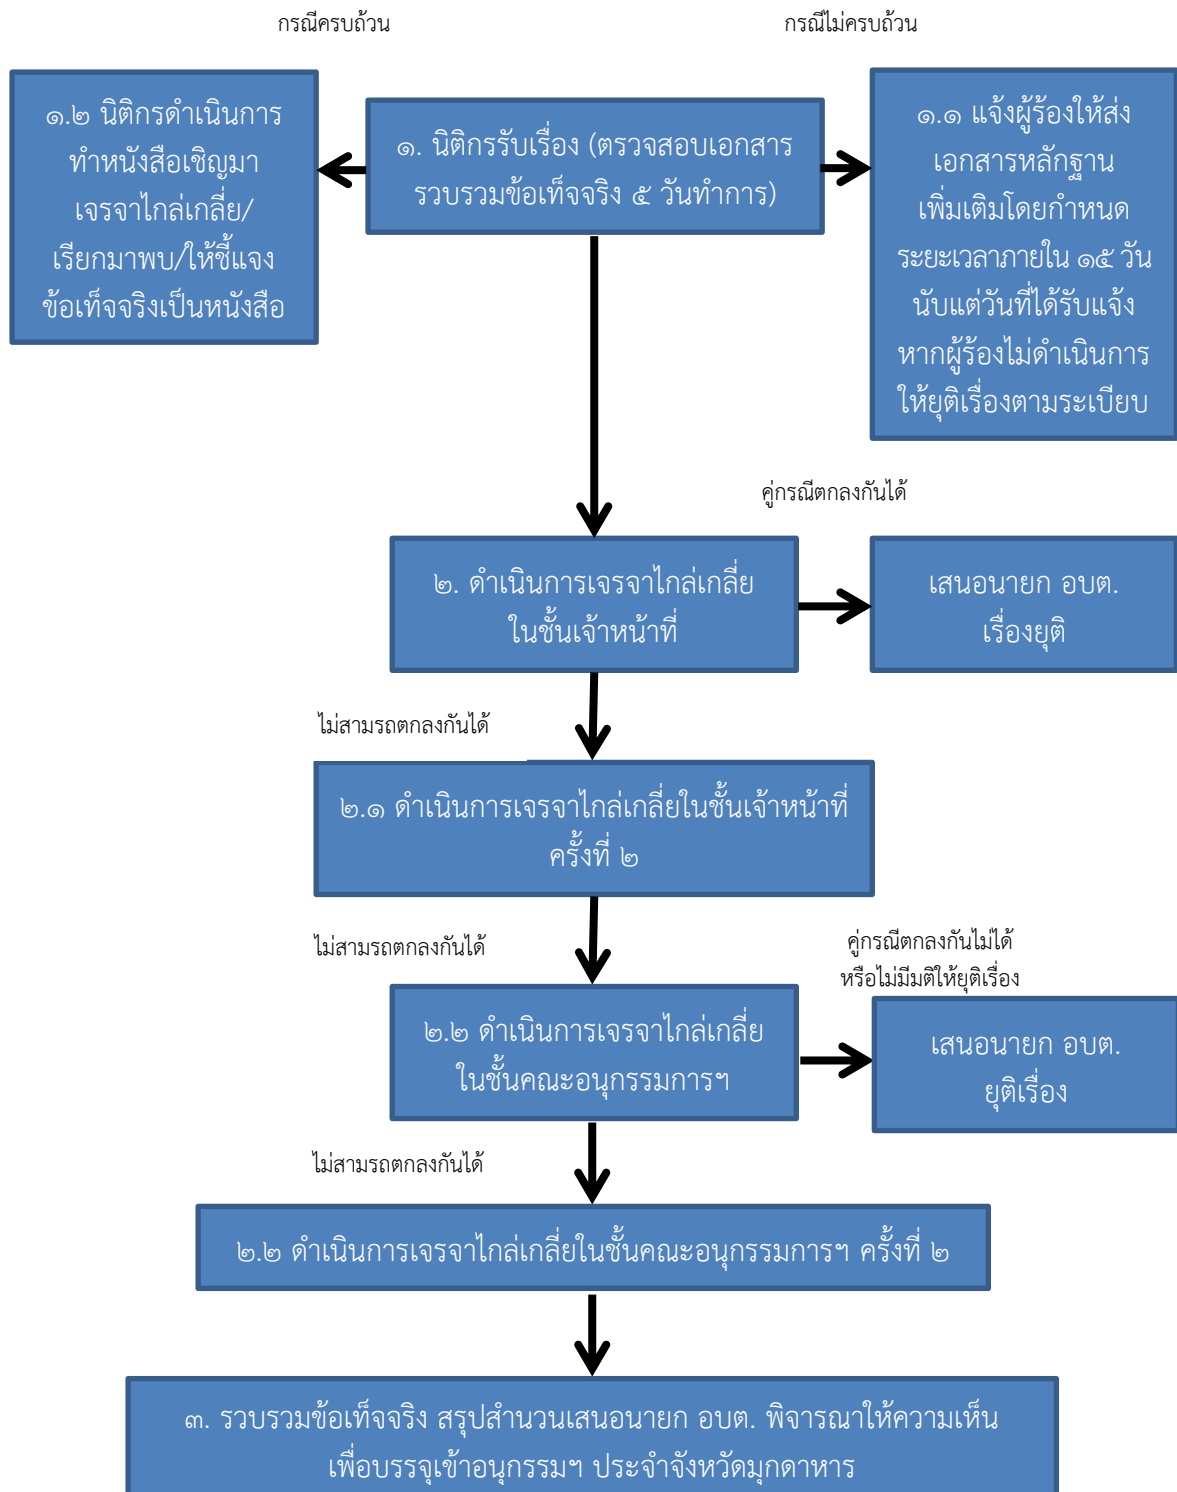 กรณีครบถ้วน
กรณีไม่ครบถ้วน
๑.๒ นิติกรดำเนินการ
ทำหนังสือเชิญมา
เจรจาไกล่เกลี่ย/
เรียกมาพบ/ให้ชี้แจง
ข้อเท็จจริงเป็นหนังสือ
๑. นิติกรรับเรื่อง (ตรวจสอบเอกสาร
รวบรวมข้อเท็จจริง ๕ วันทำการ)
๑.๑ แจ้งผู้ร้องให้ส่ง
เอกสารหลักฐาน
เพิ่มเติมโดยกำหนด
ระยะเวลาภายใน ๑๕ วัน
นับแต่วันที่ได้รับแจ้ง
หากผู้ร้องไม่ดำเนินการ
ให้ยุติเรื่องตามระเบียบ
คู่กรณีตกลงกันได้
๒. ดำเนินการเจรจาไกล่เกลี่ย
ในชั้นเจ้าหน้าที่
เสนอนายก อบต.
เรื่องยุติ
ไม่สามรถตกลงกันได้
๒.๑ ดำเนินการเจรจาไกล่เกลี่ยในชั้นเจ้าหน้าที่
ครั้งที่ ๒
ไม่สามรถตกลงกันได้
คู่กรณีตกลงกันไม่ได้
หรือไม่มีมติให้ยุติเรื่อง
๒.๒ ดำเนินการเจรจาไกล่เกลี่ย
ในชั้นคณะอนุกรรมการฯ
เสนอนายก อบต.
ยุติเรื่อง
ไม่สามรถตกลงกันได้
๒.๒ ดำเนินการเจรจาไกล่เกลี่ยในชั้นคณะอนุกรรมการฯ ครั้งที่ ๒
๓. รวบรวมข้อเท็จจริง สรุปสำนวนเสนอนายก อบต. พิจารณาให้ความเห็น
เพื่อบรรจุเข้าอนุกรรมฯ ประจำจังหวัดมุกดาหาร